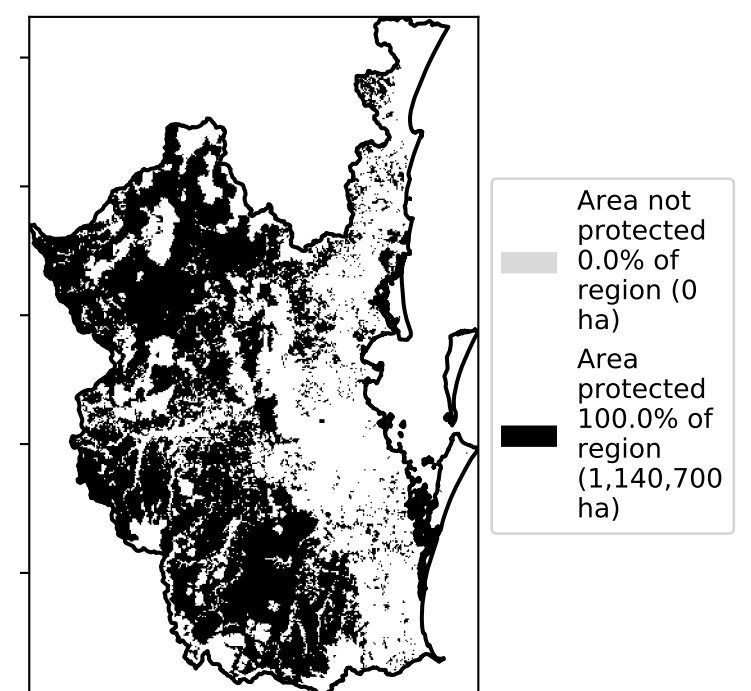 Area not
protected
0.0% of
region (0
ha)
Area
protected
100.0% of
region
(1,140,700
ha)